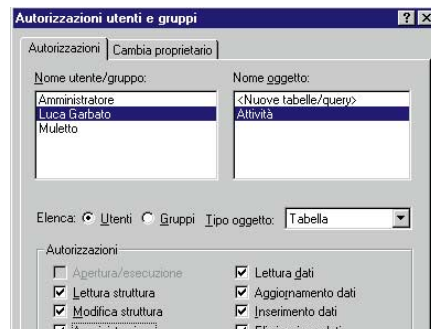 Autorizzazioni utenti e gruppi
Autorizzazioni Cambia proprietario
Nome utente/gruppo: Nome oggetto:
Amministratore <Nuove tabelle/query>
Luca Garbato Attività
Muletto
Elenca: Utenti Gruppi Tipo oggetto: Tabella
Autorizzazioni
Apertura/esecuzione Lettura dati
Lettura struttura Aggiornamento dati
Modifica struttura Inserimento dati